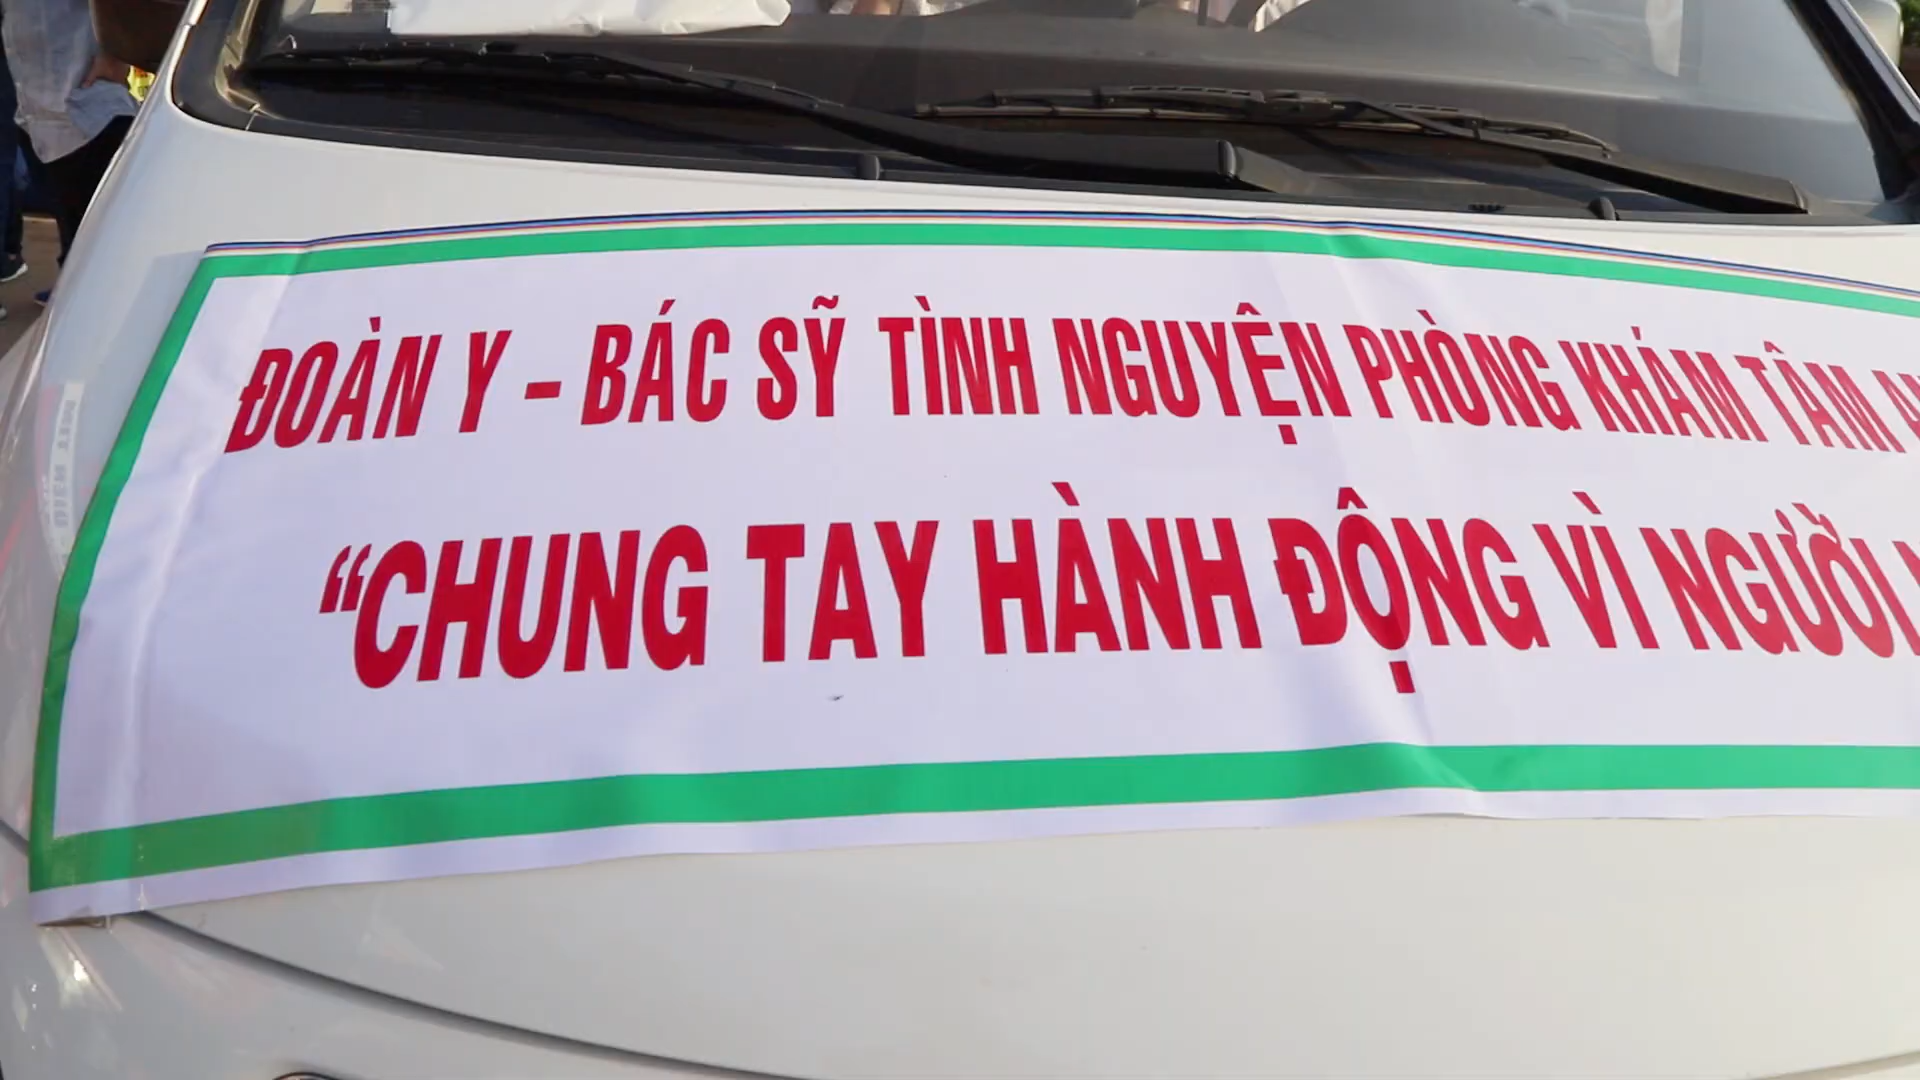 ĐOÀN Y - BÁC SỸ TÌNH NGUYỆN PHÒNG KHÁM TÂM
“CHUNG TAY HÀNH ĐỘNG VÌ NGƯỜI